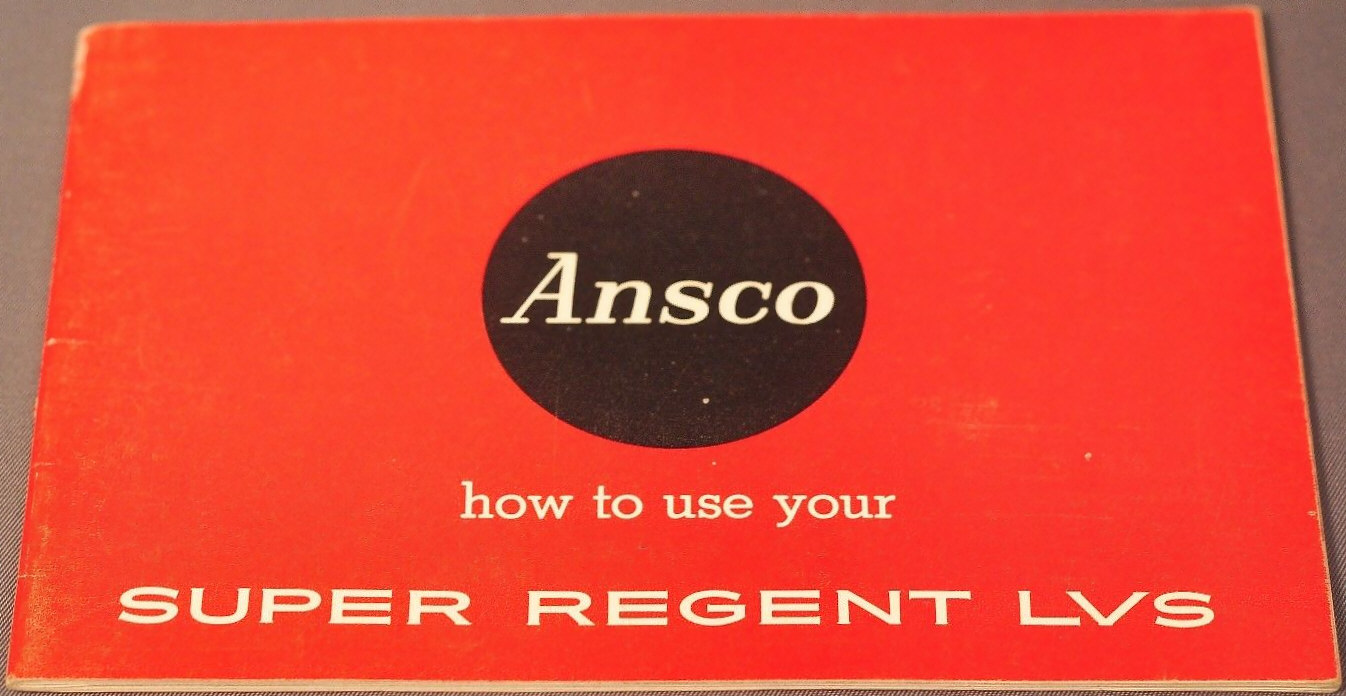 Ansco
how to use your
SUPER REGENT LVS